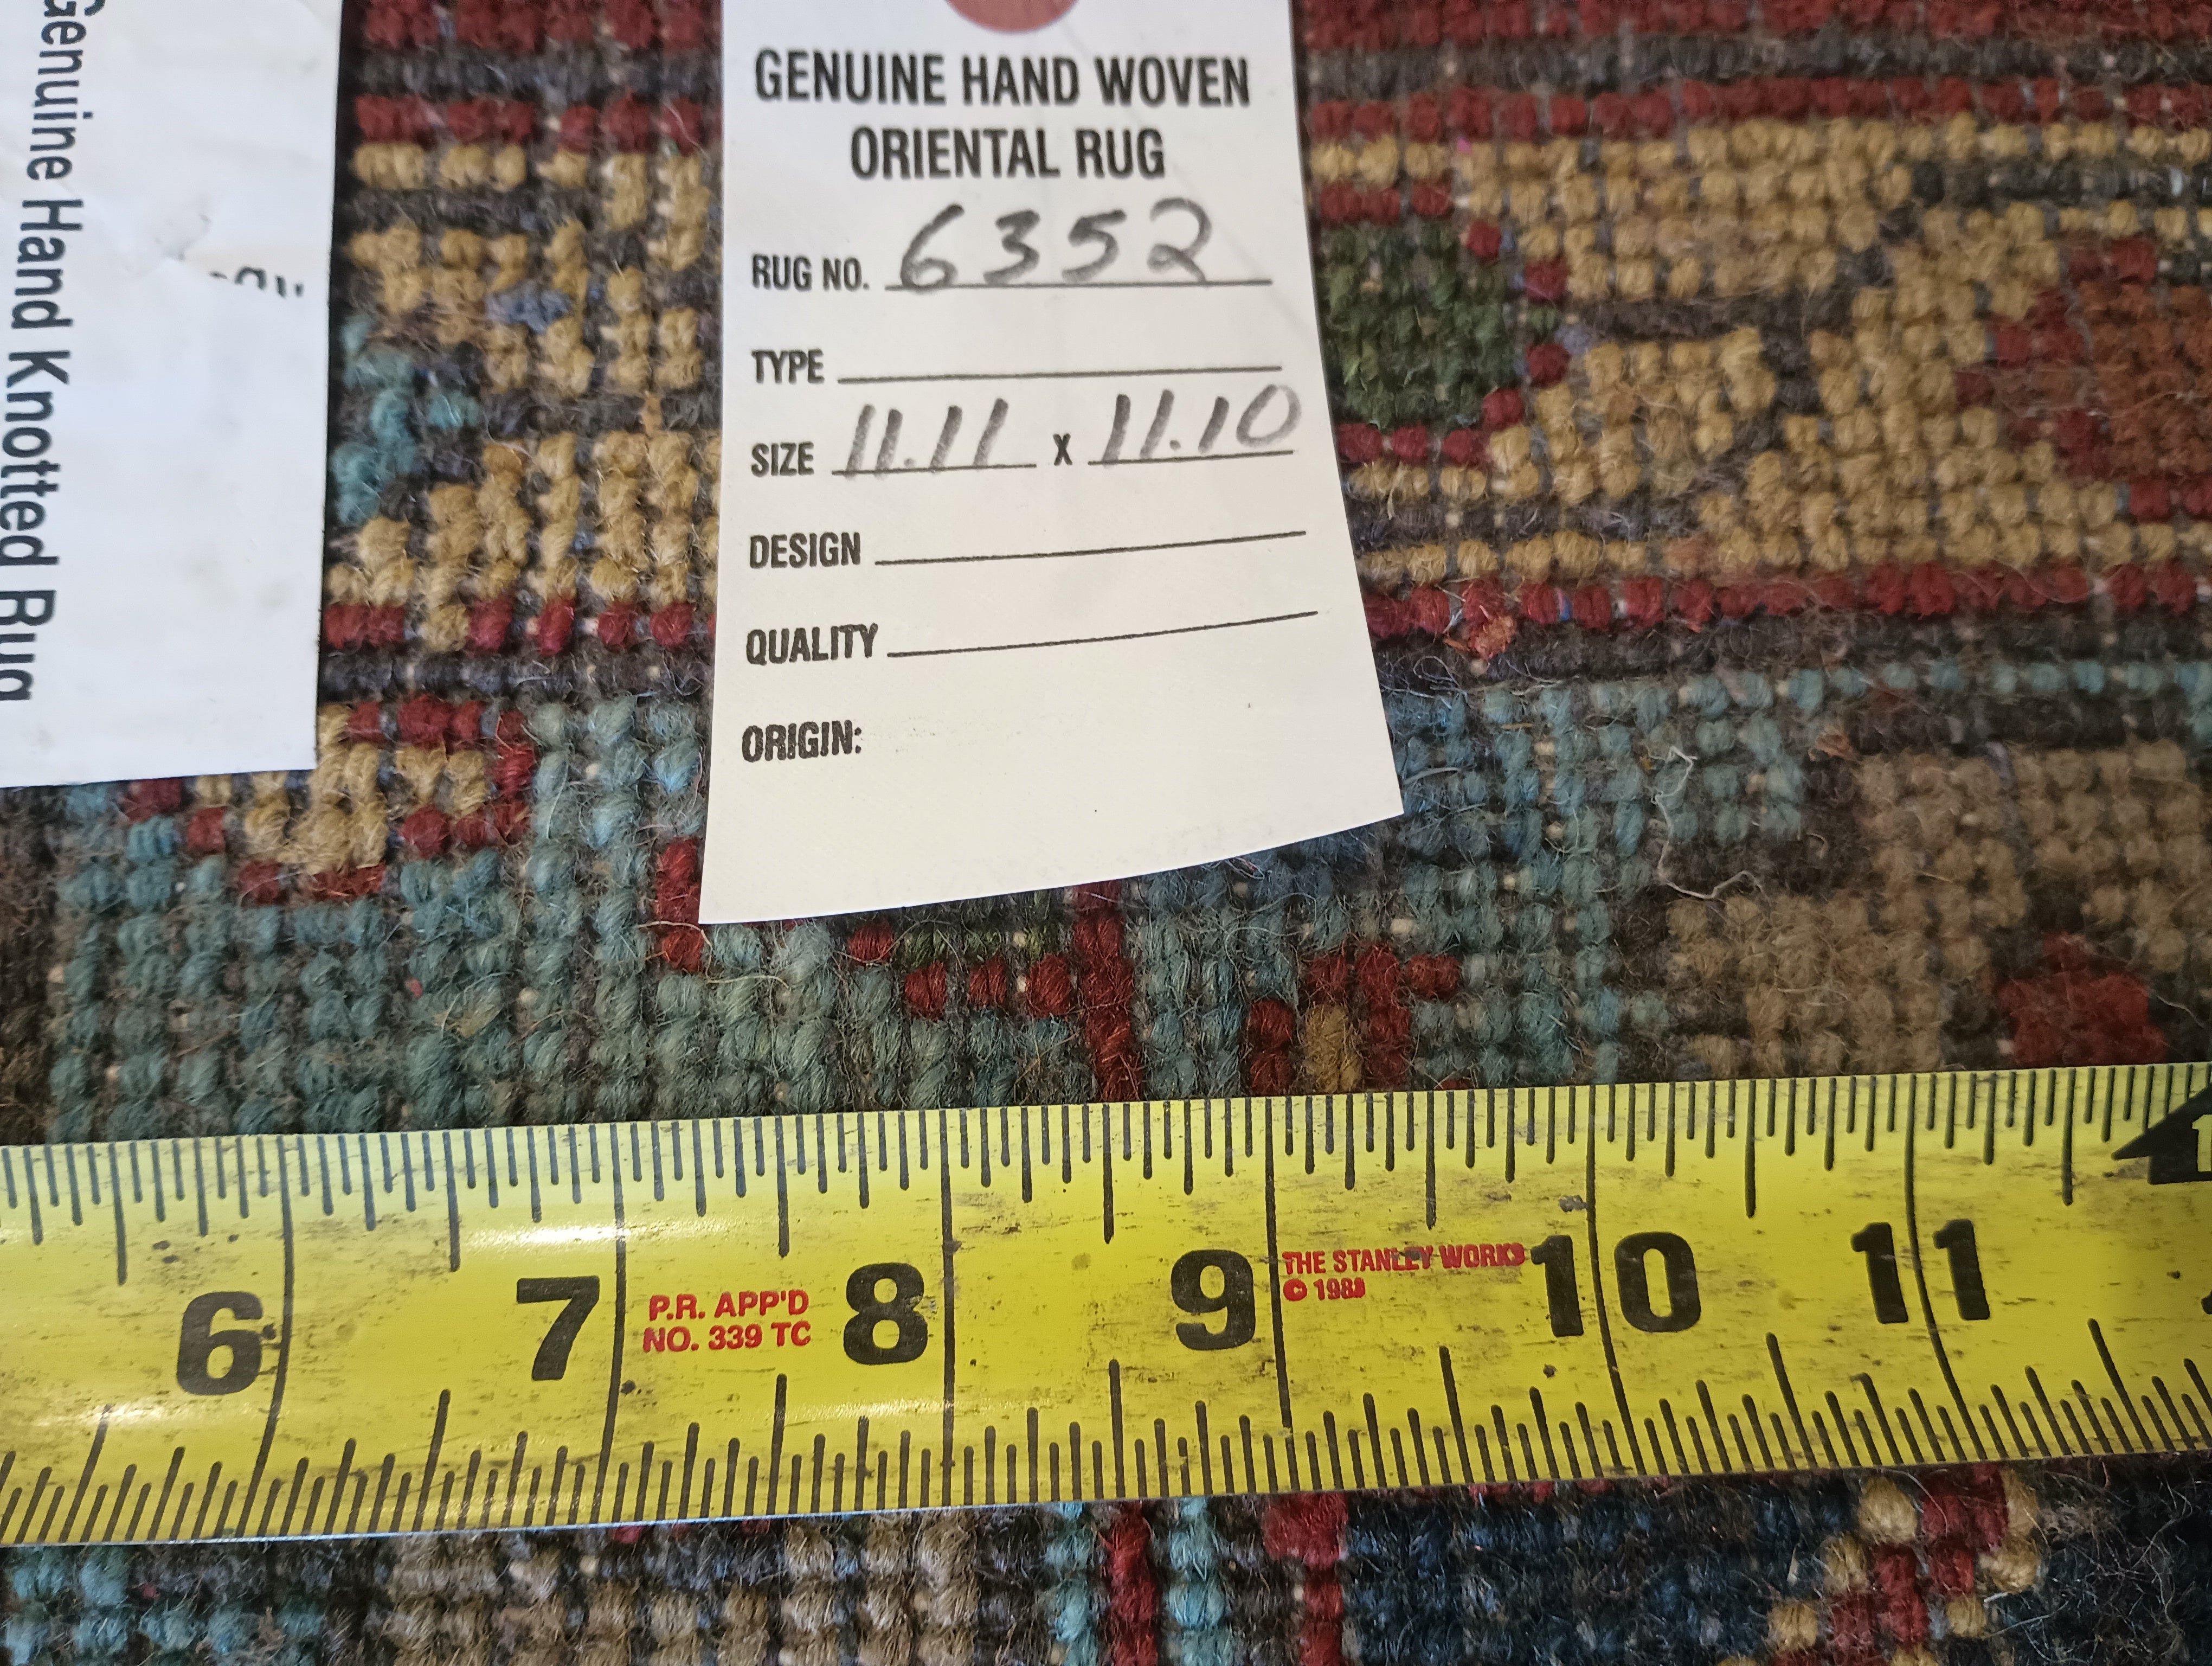 Genuine Hand Knotted Rug
GENUINE HAND WOVEN
ORIENTAL RUG
RUG NO. 6352
TYPE
SIZE 11.11 X 11.10
DESIGN
QUALITY
ORIGIN:
6 7 8 9 10 11
P.R. APP'D
NO. 339 TC
THE STANLEY WORKS